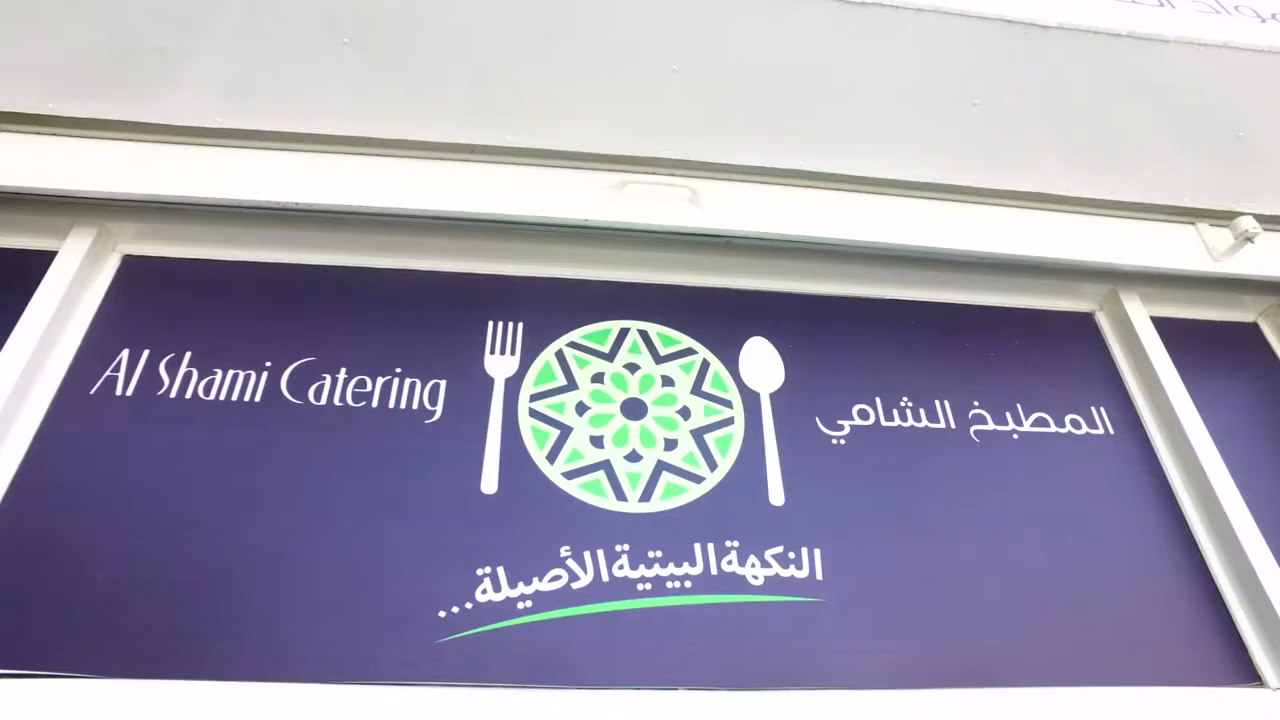 Al Shami Catering
المطبخ الشامي
النكهة البيتية الأصيلة...